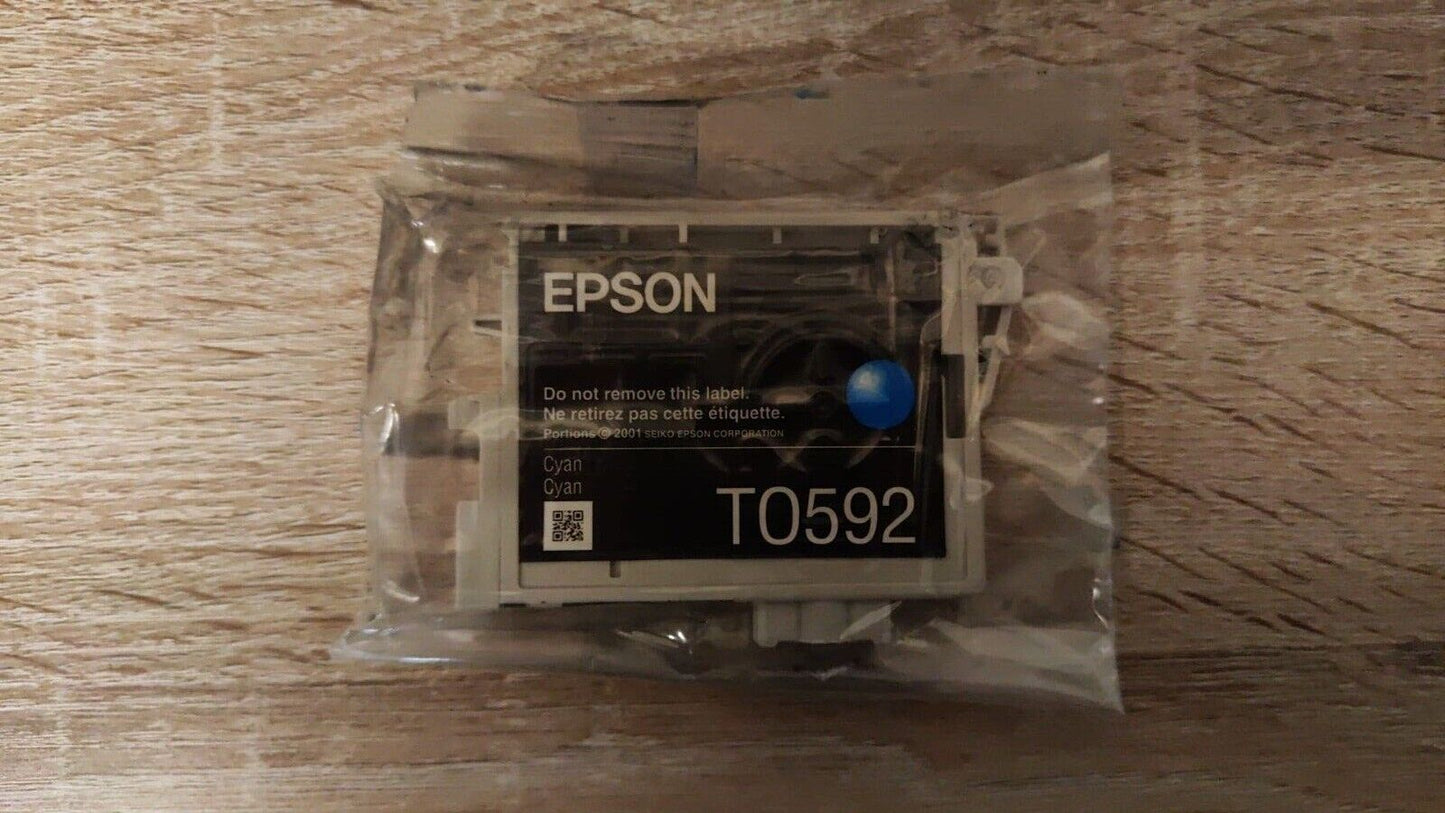 EPSON
Do not remove this label.
Ne retirez pas cette étiquette.
Portions © 2001 SEIKO EPSON CORPORATION
Cyan
Cyan
T0592